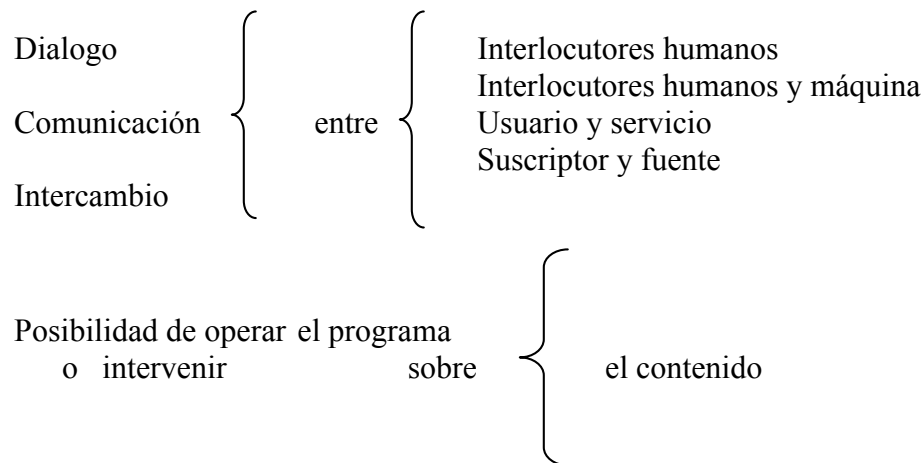 Dialogo
Interlocutores humanos
Interlocutores humanos y máquina
Comunicación entre Usuario y servicio
Suscriptor y fuente
Intercambio
Posibilidad de operar el programa
o intervenir sobre el contenido